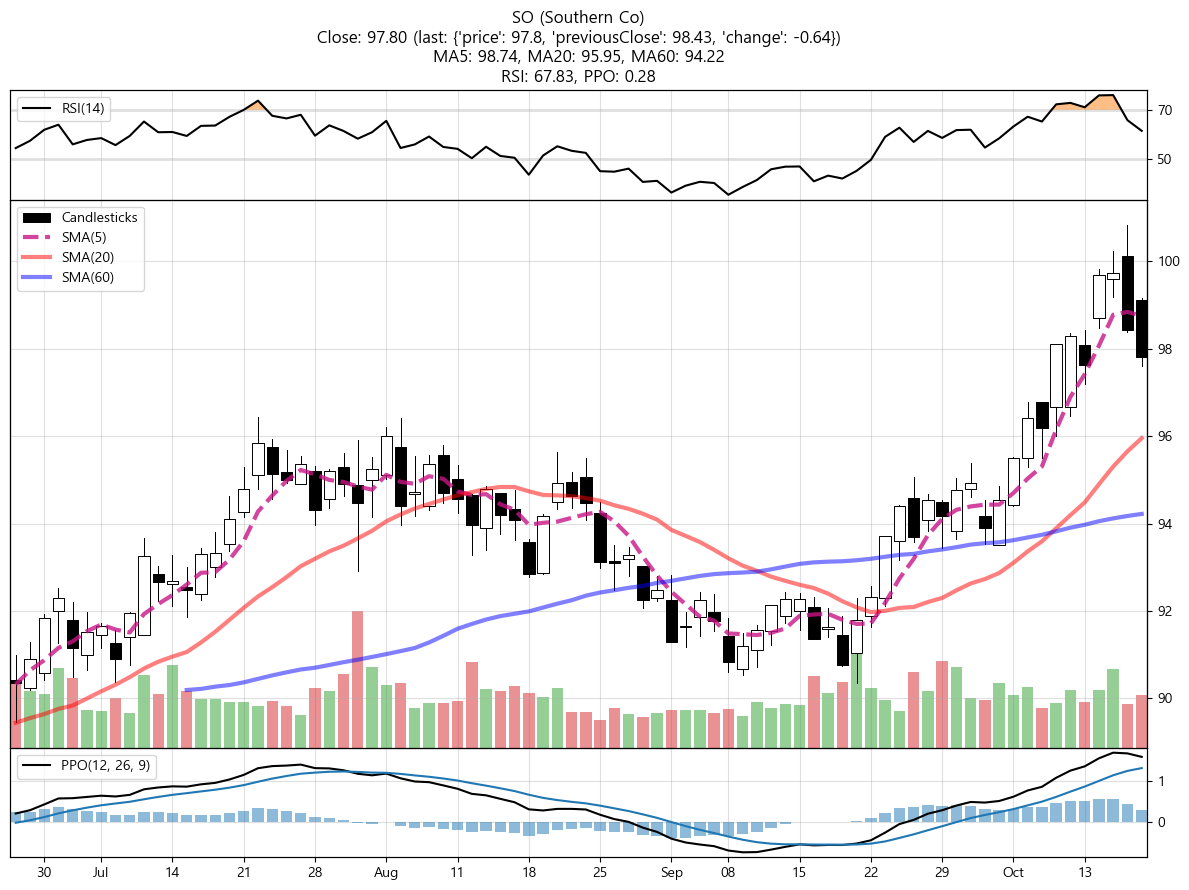 SO (Southern Co)
Close: 97.80 (last: {'price': 97.8, 'previousClose': 98.43, 'change': -0.64})
MA5: 98.74, MA20: 95.95, MA60: 94.22
RSI: 67.83, PPO: 0.28
RSI(14)
70
50
Candlesticks
SMA(5)
SMA(20)
SMA(60)
100
98
96
94
92
90
PPO(12, 26, 9)
1
0
30 Jul 14 21 28 Aug 11 18 25 Sep 08 15 22 29 Oct 13